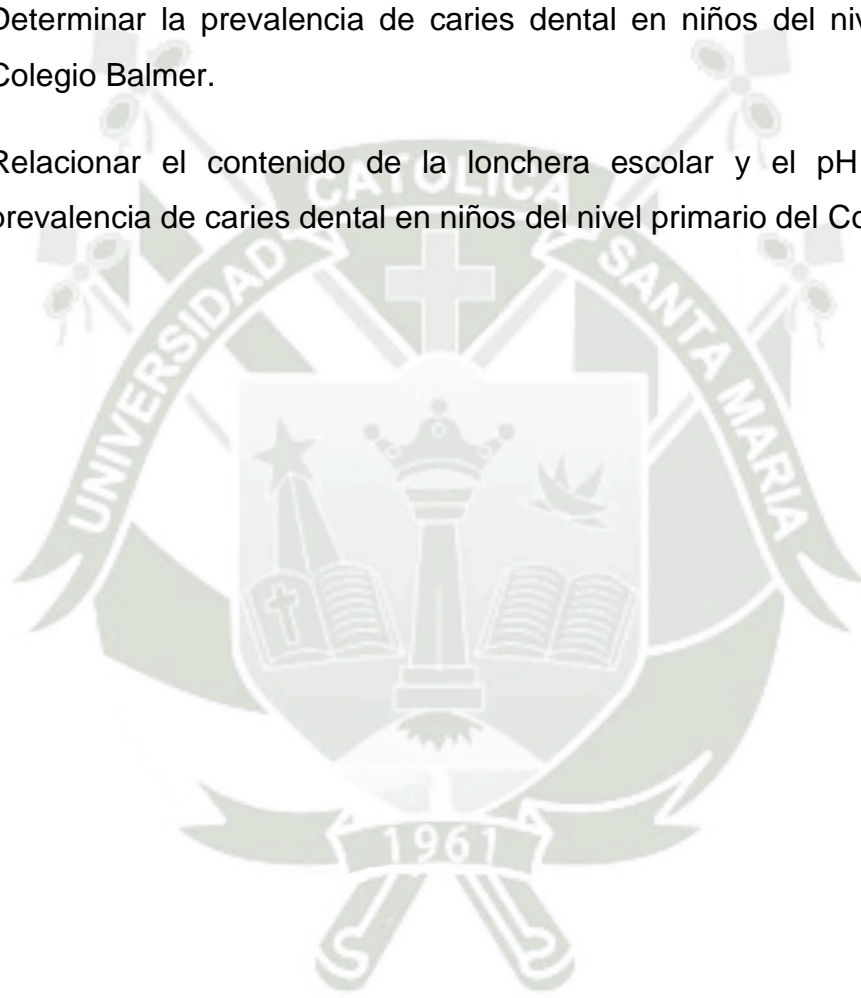 Determinar la prevalencia de caries dental en niños del niv
Colegio Balmer.
Relacionar el contenido de la lonchera escolar y el pH
prevalencia de caries dental en niños del nivel primario del Co
UNIVERSIDAD CATOLICA SANTA MARIA
1961